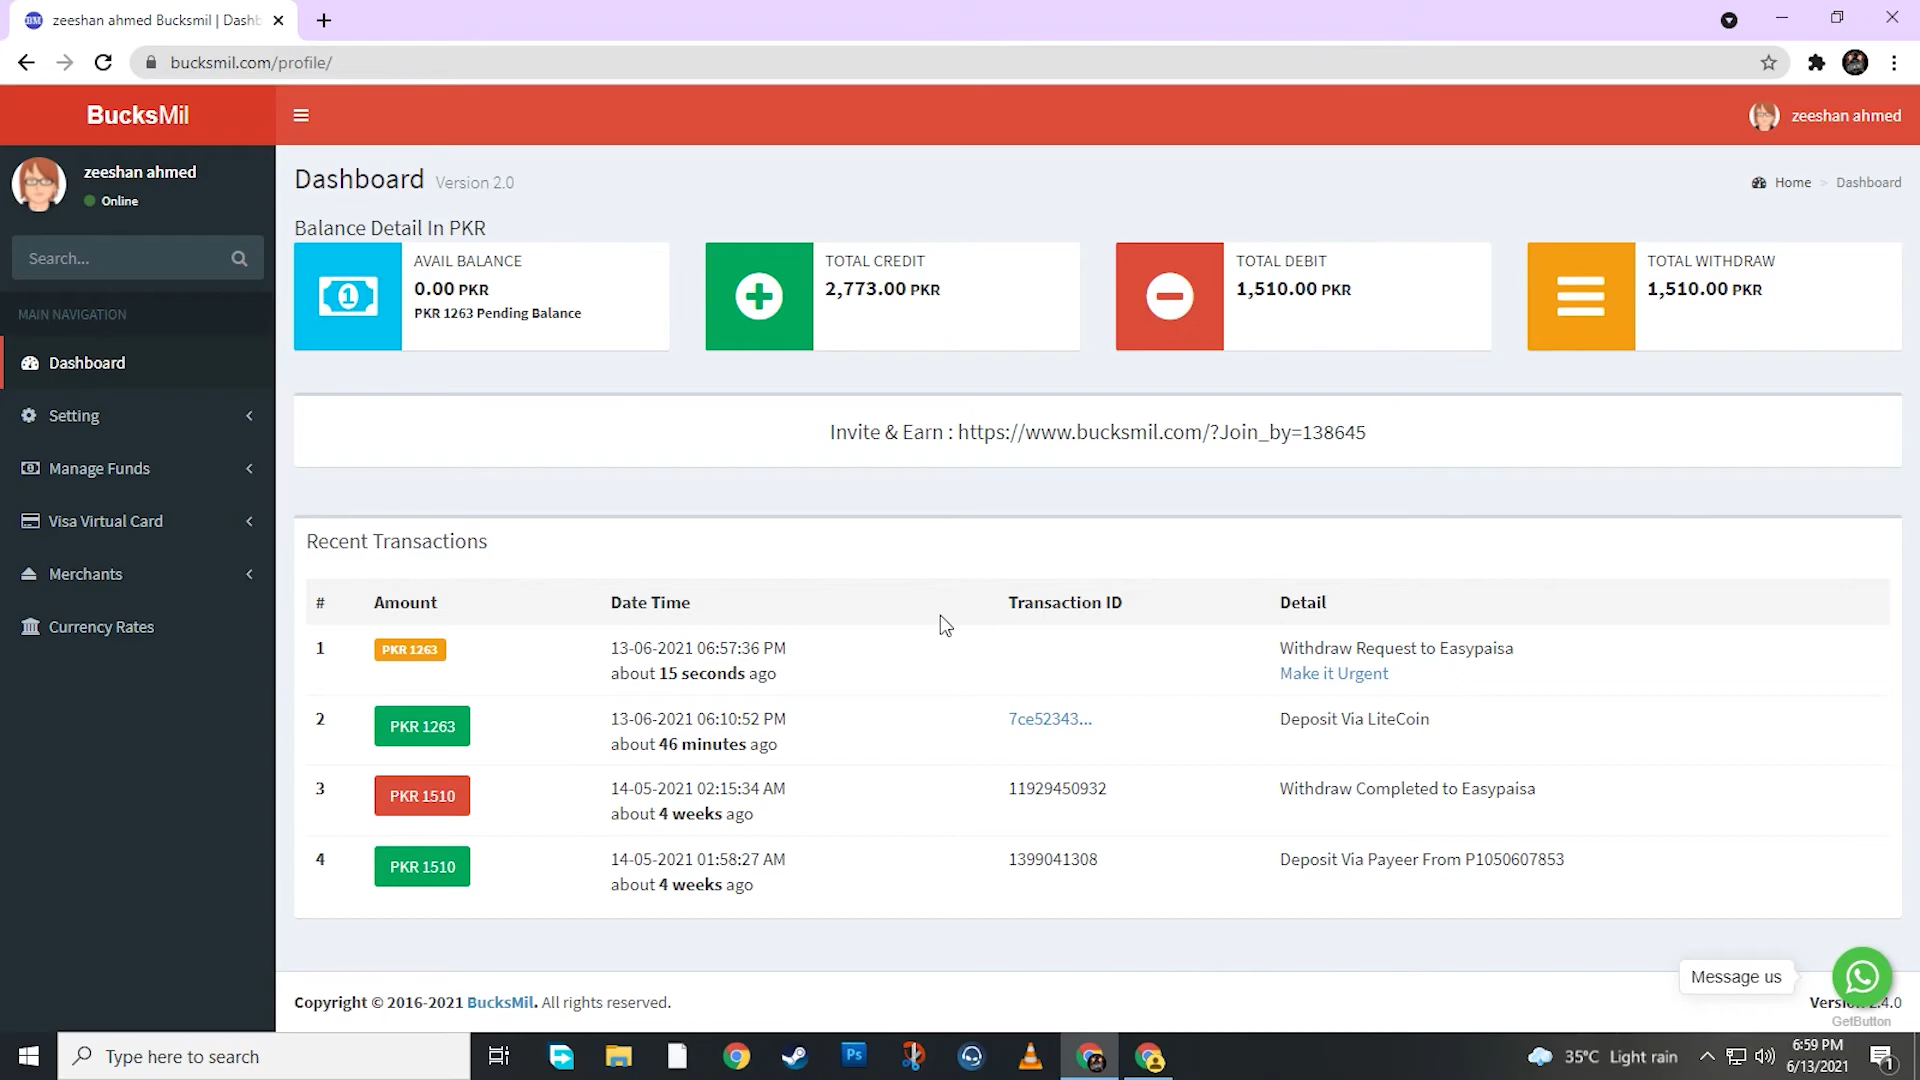 zeeshan ahmed Bucksmil | Dashb
bucksmil.com/profile/
BucksMil
zeeshan ahmed
zeeshan ahmed
Online
Search...
MAIN NAVIGATION
Dashboard
Setting
Manage Funds
Visa Virtual Card
Merchants
Currency Rates
Dashboard Version 2.0
Home > Dashboard
Balance Detail In PKR
AVAIL BALANCE
0.00 PKR
PKR 1263 Pending Balance
TOTAL CREDIT
2,773.00 PKR
TOTAL DEBIT
1,510.00 PKR
TOTAL WITHDRAW
1,510.00 PKR
Invite & Earn : https://www.bucksmil.com/?Join_by=138645
Recent Transactions
# Amount Date Time Transaction ID Detail
1 PKR 1263 13-06-2021 06:57:36 PM Withdraw Request to Easypaisa
about 15 seconds ago Make it Urgent
2 PKR 1263 13-06-2021 06:10:52 PM 7ce52343... Deposit Via LiteCoin
about 46 minutes ago
3 PKR 1510 14-05-2021 02:15:34 AM 11929450932 Withdraw Completed to Easypaisa
about 4 weeks ago
4 PKR 1510 14-05-2021 01:58:27 AM 1399041308 Deposit Via Payeer From P1050607853
about 4 weeks ago
Message us
Copyright © 2016-2021 BucksMil. All rights reserved.
GetButton
Type here to search
Ps
35°C Light rain
6:59 PM
6/13/2021
1